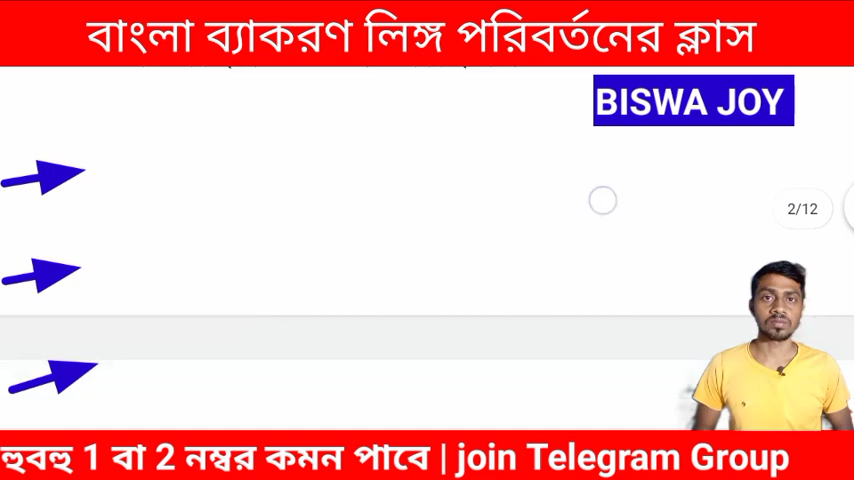 বাংলা ব্যাকরণ লিঙ্গ পরিবর্তনের ক্লাস
BISWA JOY
2/12
হুবহু 1 বা 2 নম্বর কমন পাবে | join Telegram Group